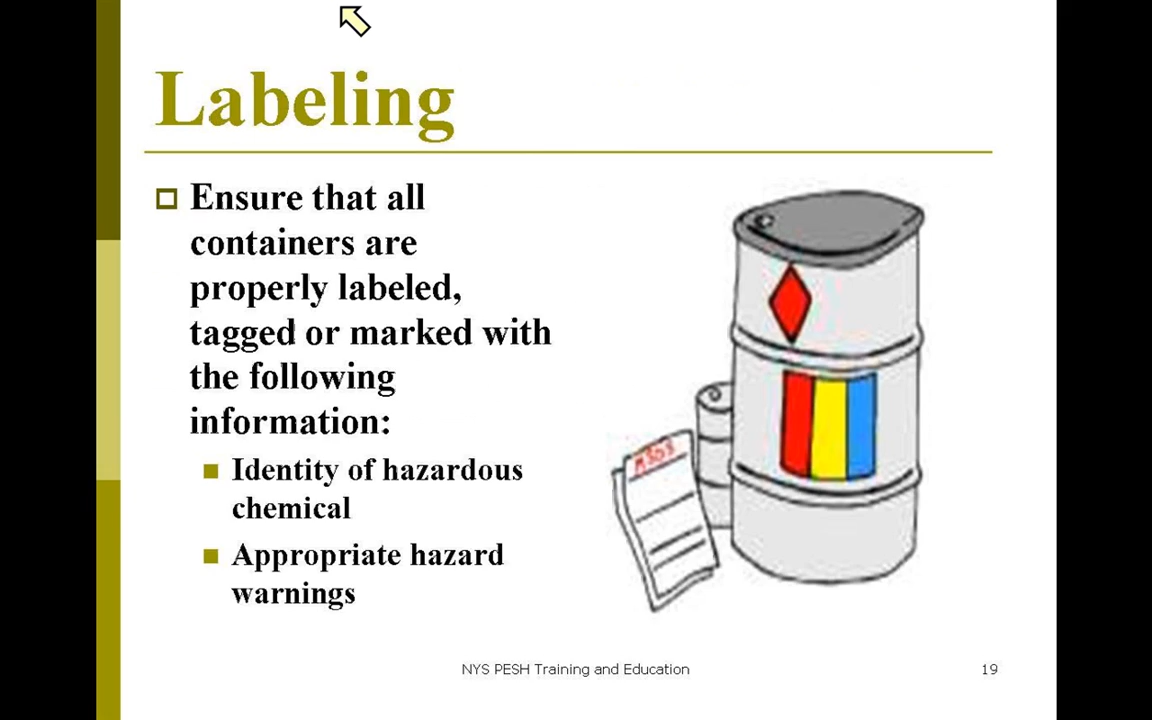 Labeling
Ensure that all
containers are
properly labeled,
tagged or marked with
the following
information:
Identity of hazardous
chemical
Appropriate hazard
warnings
MSDS
NYS PESH Training and Education
19